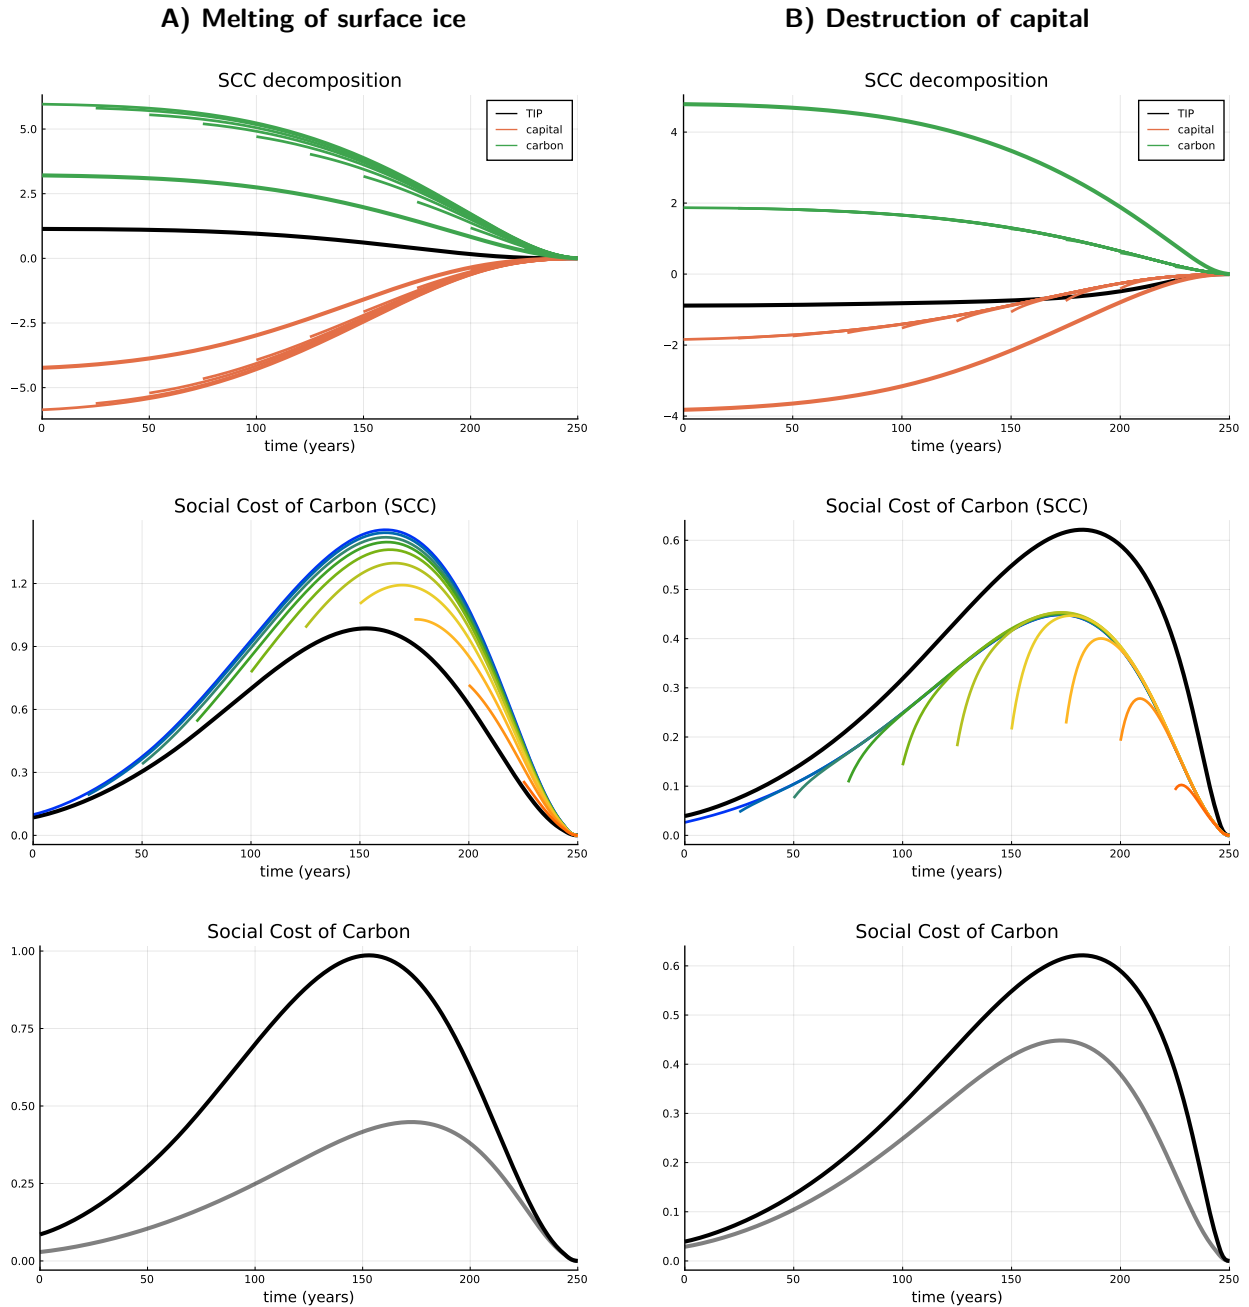 A) Melting of surface ice
B) Destruction of capital
SCC decomposition
TIP
capital
carbon
5.0
2.5
0.0
−2.5
−5.0
0 50 100 150 200 250
time (years)
SCC decomposition
TIP
capital
carbon
4
2
0
−2
−4
0 50 100 150 200 250
time (years)
Social Cost of Carbon (SCC)
1.2
0.9
0.6
0.3
0.0
0 50 100 150 200 250
time (years)
Social Cost of Carbon (SCC)
0.6
0.5
0.4
0.3
0.2
0.1
0.0
0 50 100 150 200 250
time (years)
Social Cost of Carbon
1.00
0.75
0.50
0.25
0.00
0 50 100 150 200 250
time (years)
Social Cost of Carbon
0.6
0.5
0.4
0.3
0.2
0.1
0.0
0 50 100 150 200 250
time (years)